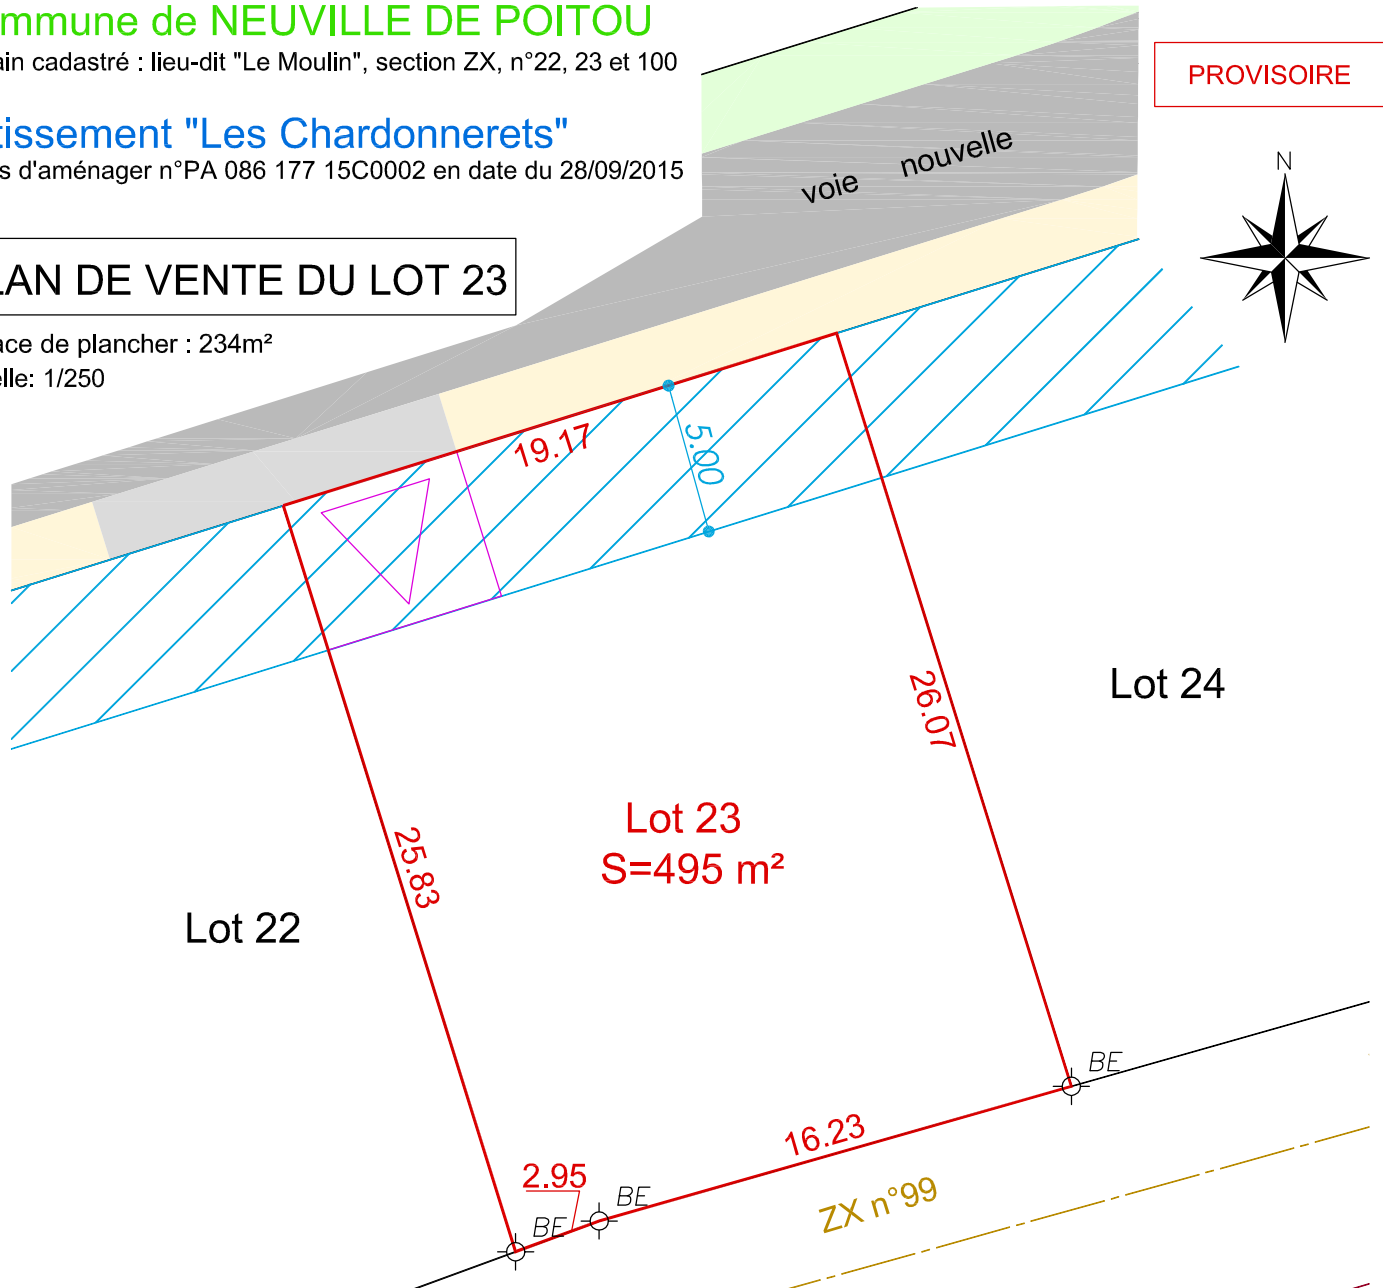 mmune de NEUVILLE DE POITOU
ain cadastré : lieu-dit "Le Moulin", section ZX, n°22, 23 et 100
PROVISOIRE
tissement "Les Chardonnerets"
s d'aménager n°PA 086 177 15C0002 en date du 28/09/2015
voie nouvelle
N
LAN DE VENTE DU LOT 23
ace de plancher : 234m²
elle: 1/250
19.17
5.00
26.07
Lot 24
Lot 23
S=495 m²
25.83
Lot 22
BE
16.23
2.95
BE
BE
ZX n°99